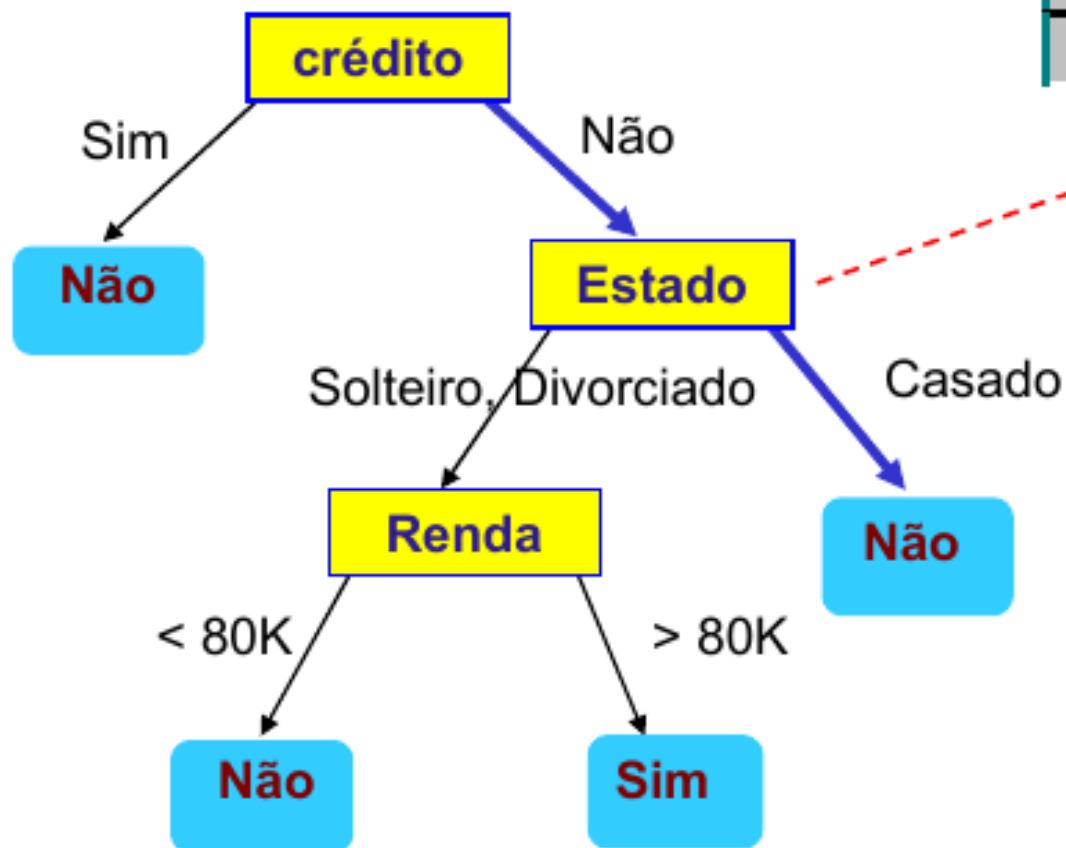 crédito
Sim
Não
Não
Estado
Solteiro, Divorciado
Casado
Renda
Não
< 80K
> 80K
Não
Sim